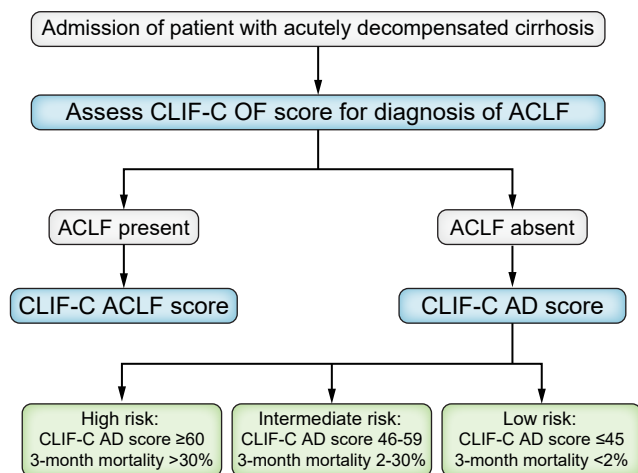 Admission of patient with acutely decompensated cirrhosis
Assess CLIF-C OF score for diagnosis of ACLF
ACLF present
ACLF absent
CLIF-C ACLF score
CLIF-C AD score
High risk:
CLIF-C AD score ≥60
3-month mortality >30%
Intermediate risk:
CLIF-C AD score 46-59
3-month mortality 2-30%
Low risk:
CLIF-C AD score ≤45
3-month mortality <2%